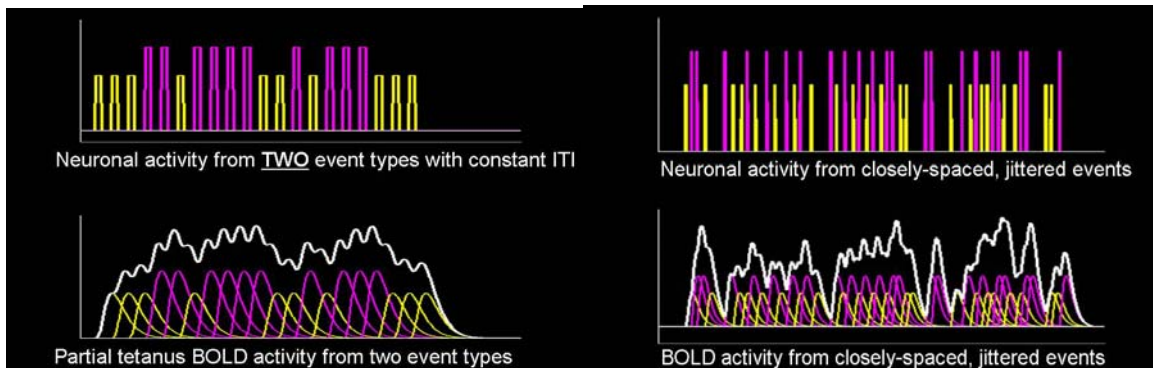 Neuronal activity from TWO event types with constant ITI
Neuronal activity from closely-spaced, jittered events
Partial tetanus BOLD activity from two event types
BOLD activity from closely-spaced, jittered events